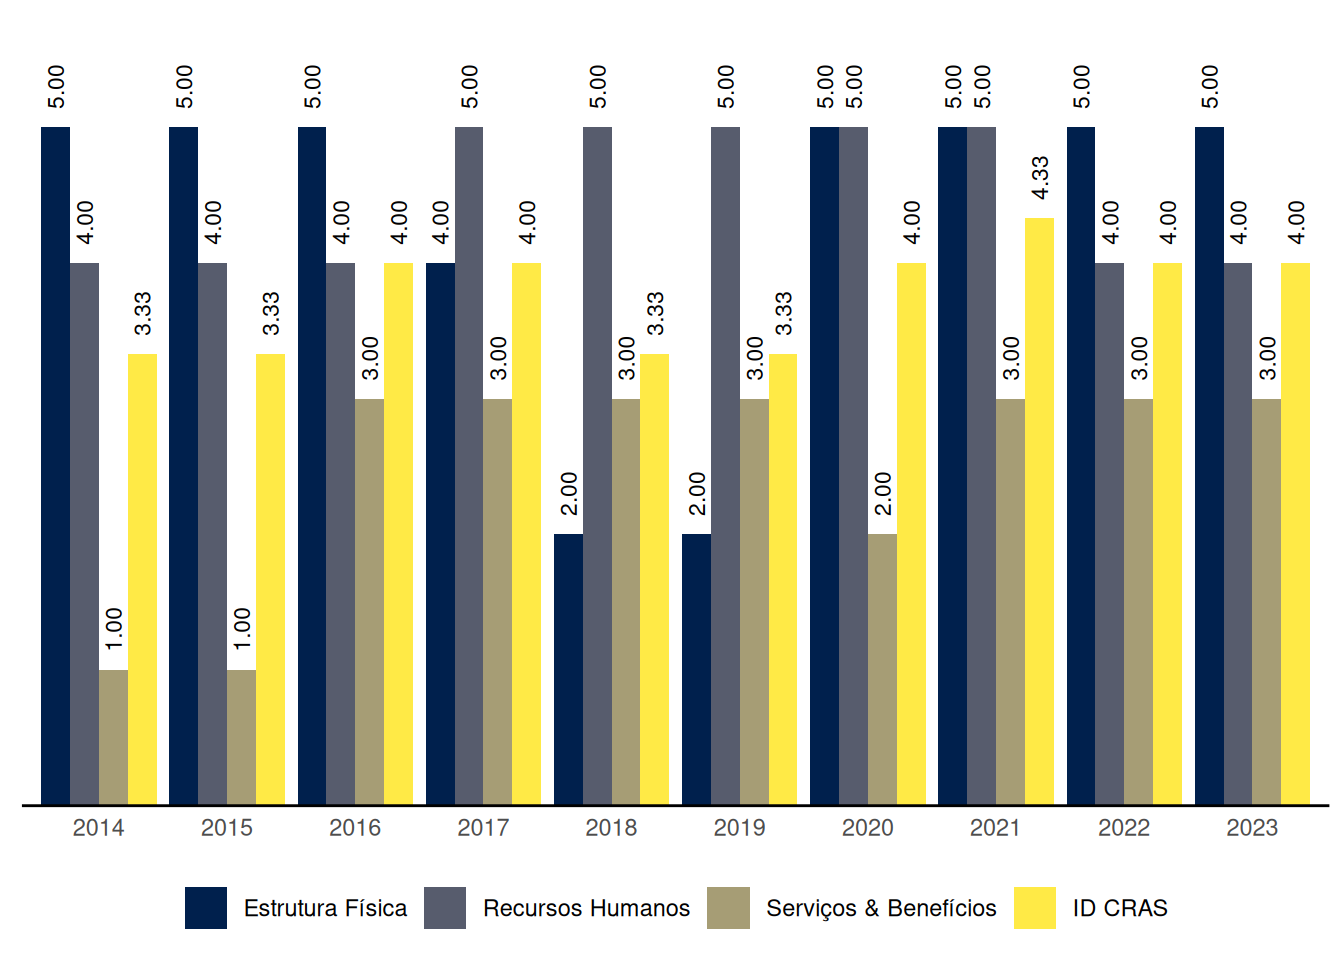 5.00 5.00 5.00 5.00 5.00 5.00 5.00 5.00 5.00 5.00 5.00 5.00
4.33
4.00 4.00 4.00 4.00 4.00 4.00 4.00 4.00 4.00 4.00 4.00
3.33 3.33 3.33 3.33
3.00 3.00 3.00 3.00 3.00 3.00 3.00
2.00 2.00 2.00
1.00 1.00
2014 2015 2016 2017 2018 2019 2020 2021 2022 2023
Estrutura Física Recursos Humanos Serviços & Benefícios ID CRAS